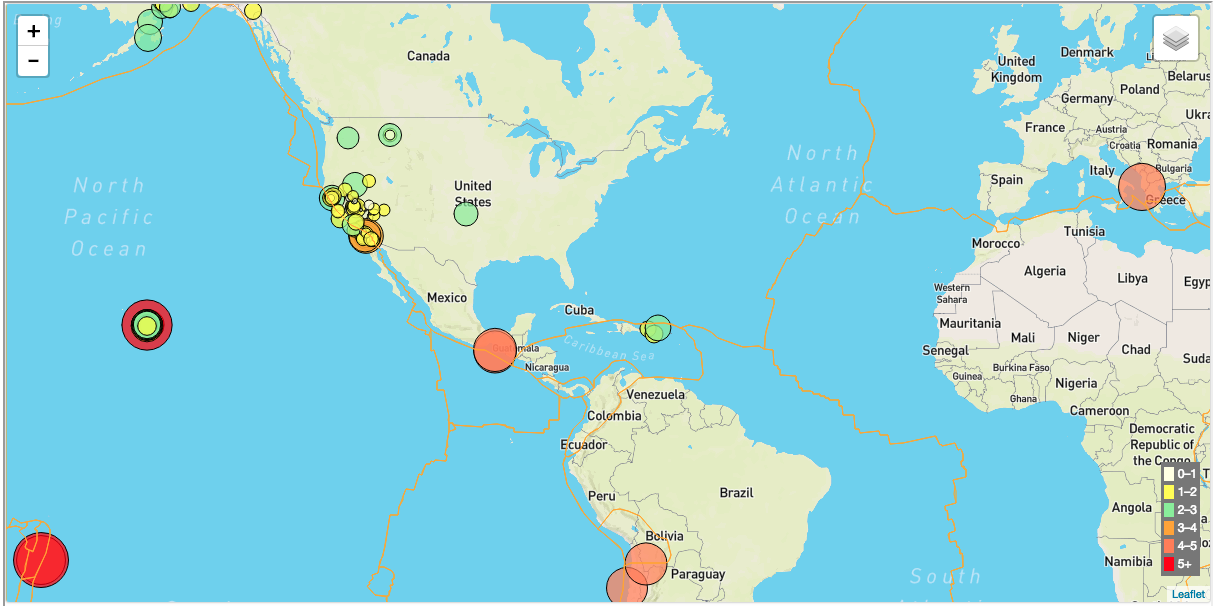 +
−
Canada
North
Pacific
Ocean
United
States
Mexico
Cuba
Guatemala
Nicaragua
Caribbean Sea
Venezuela
Colombia
Ecuador
Peru
Brazil
Bolivia
Paraguay
North
Atlantic
Ocean
South
United
Kingdom
Denmark
Belarus
Poland
Germany
Ukra
France
Austria
Croatia
Romania
Italy
Bulgaria
Spain
Greece
Tunisia
Morocco
Algeria
Libya
Egyp
Western
Sahara
Mauritania
Mali
Niger
Chad
Suda
Senegal
Burkina Faso
Guinea
Nigeria
Ghana
Cameroon
Democratic
Republic of
the Congo
Angola
Namibia
0–1
1–2
2–3
3–4
4–5
5+
Leaflet